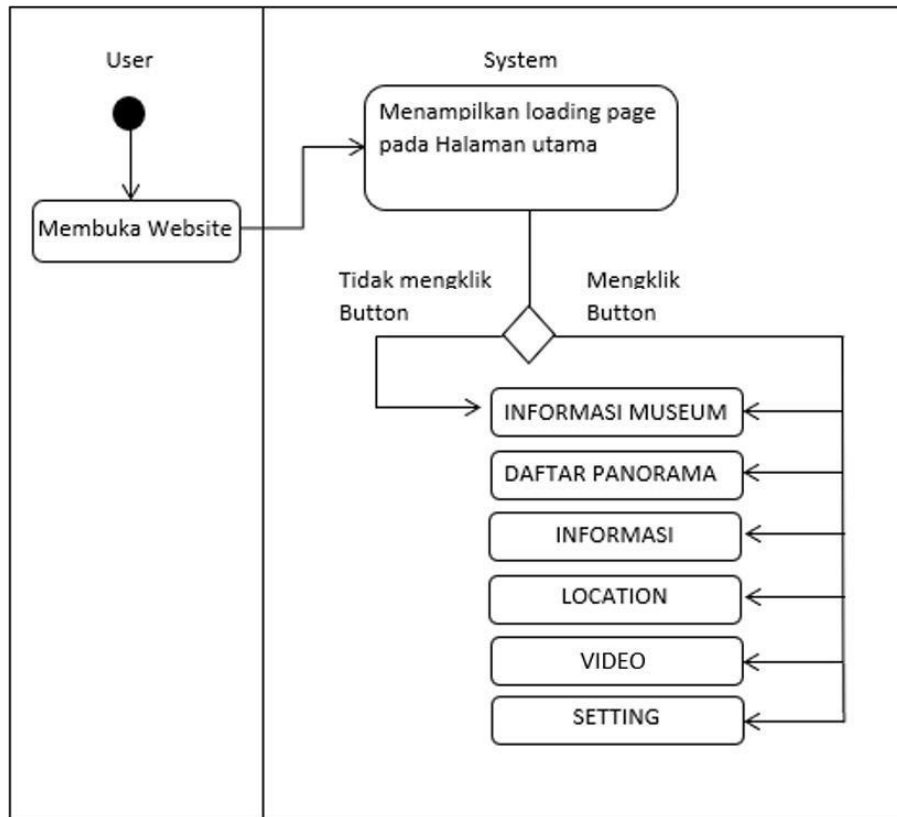 User
System
Menampilkan loading page
pada Halaman utama
Membuka Website
Tidak mengklik
Button
Mengklik
Button
INFORMASI MUSEUM
DAFTAR PANORAMA
INFORMASI
LOCATION
VIDEO
SETTING